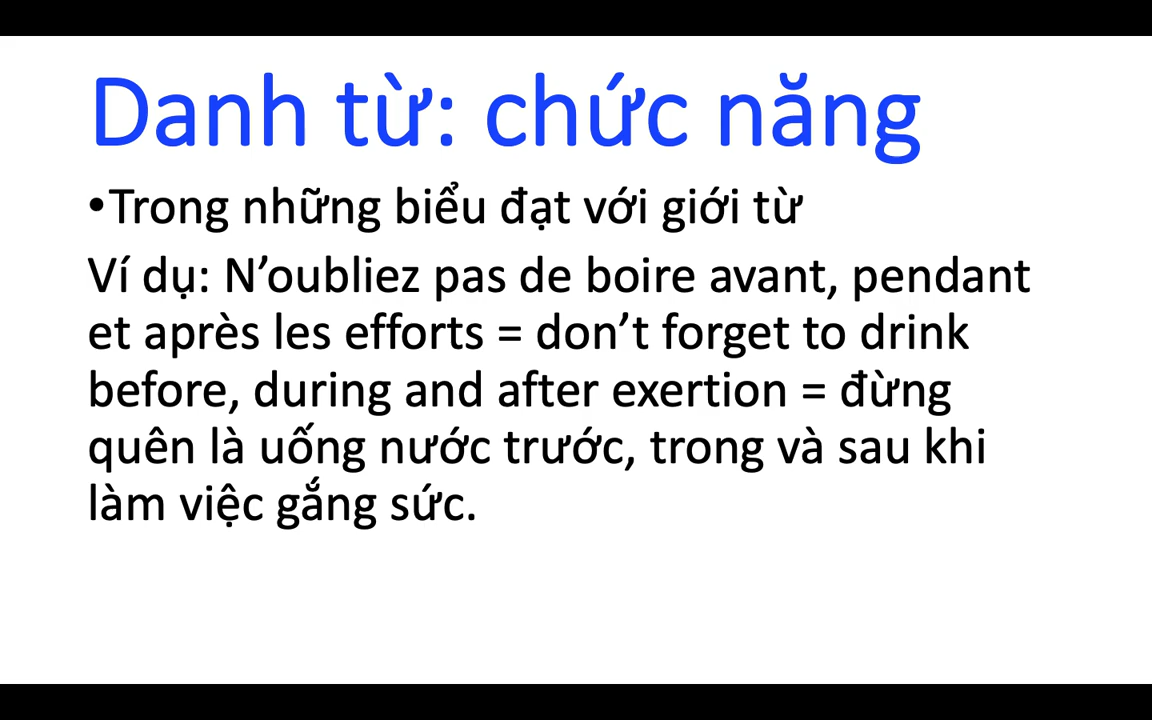 Danh từ: chức năng
•Trong những biểu đạt với giới từ
Ví dụ: N’oubliez pas de boire avant, pendant
et après les efforts = don’t forget to drink
before, during and after exertion = đừng
quên là uống nước trước, trong và sau khi
làm việc gắng sức.